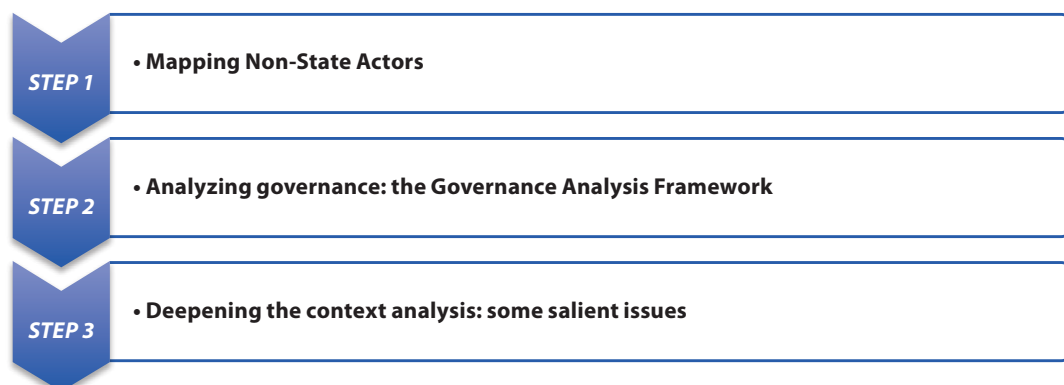 STEP 1
• Mapping Non-State Actors
STEP 2
• Analyzing governance: the Governance Analysis Framework
STEP 3
• Deepening the context analysis: some salient issues